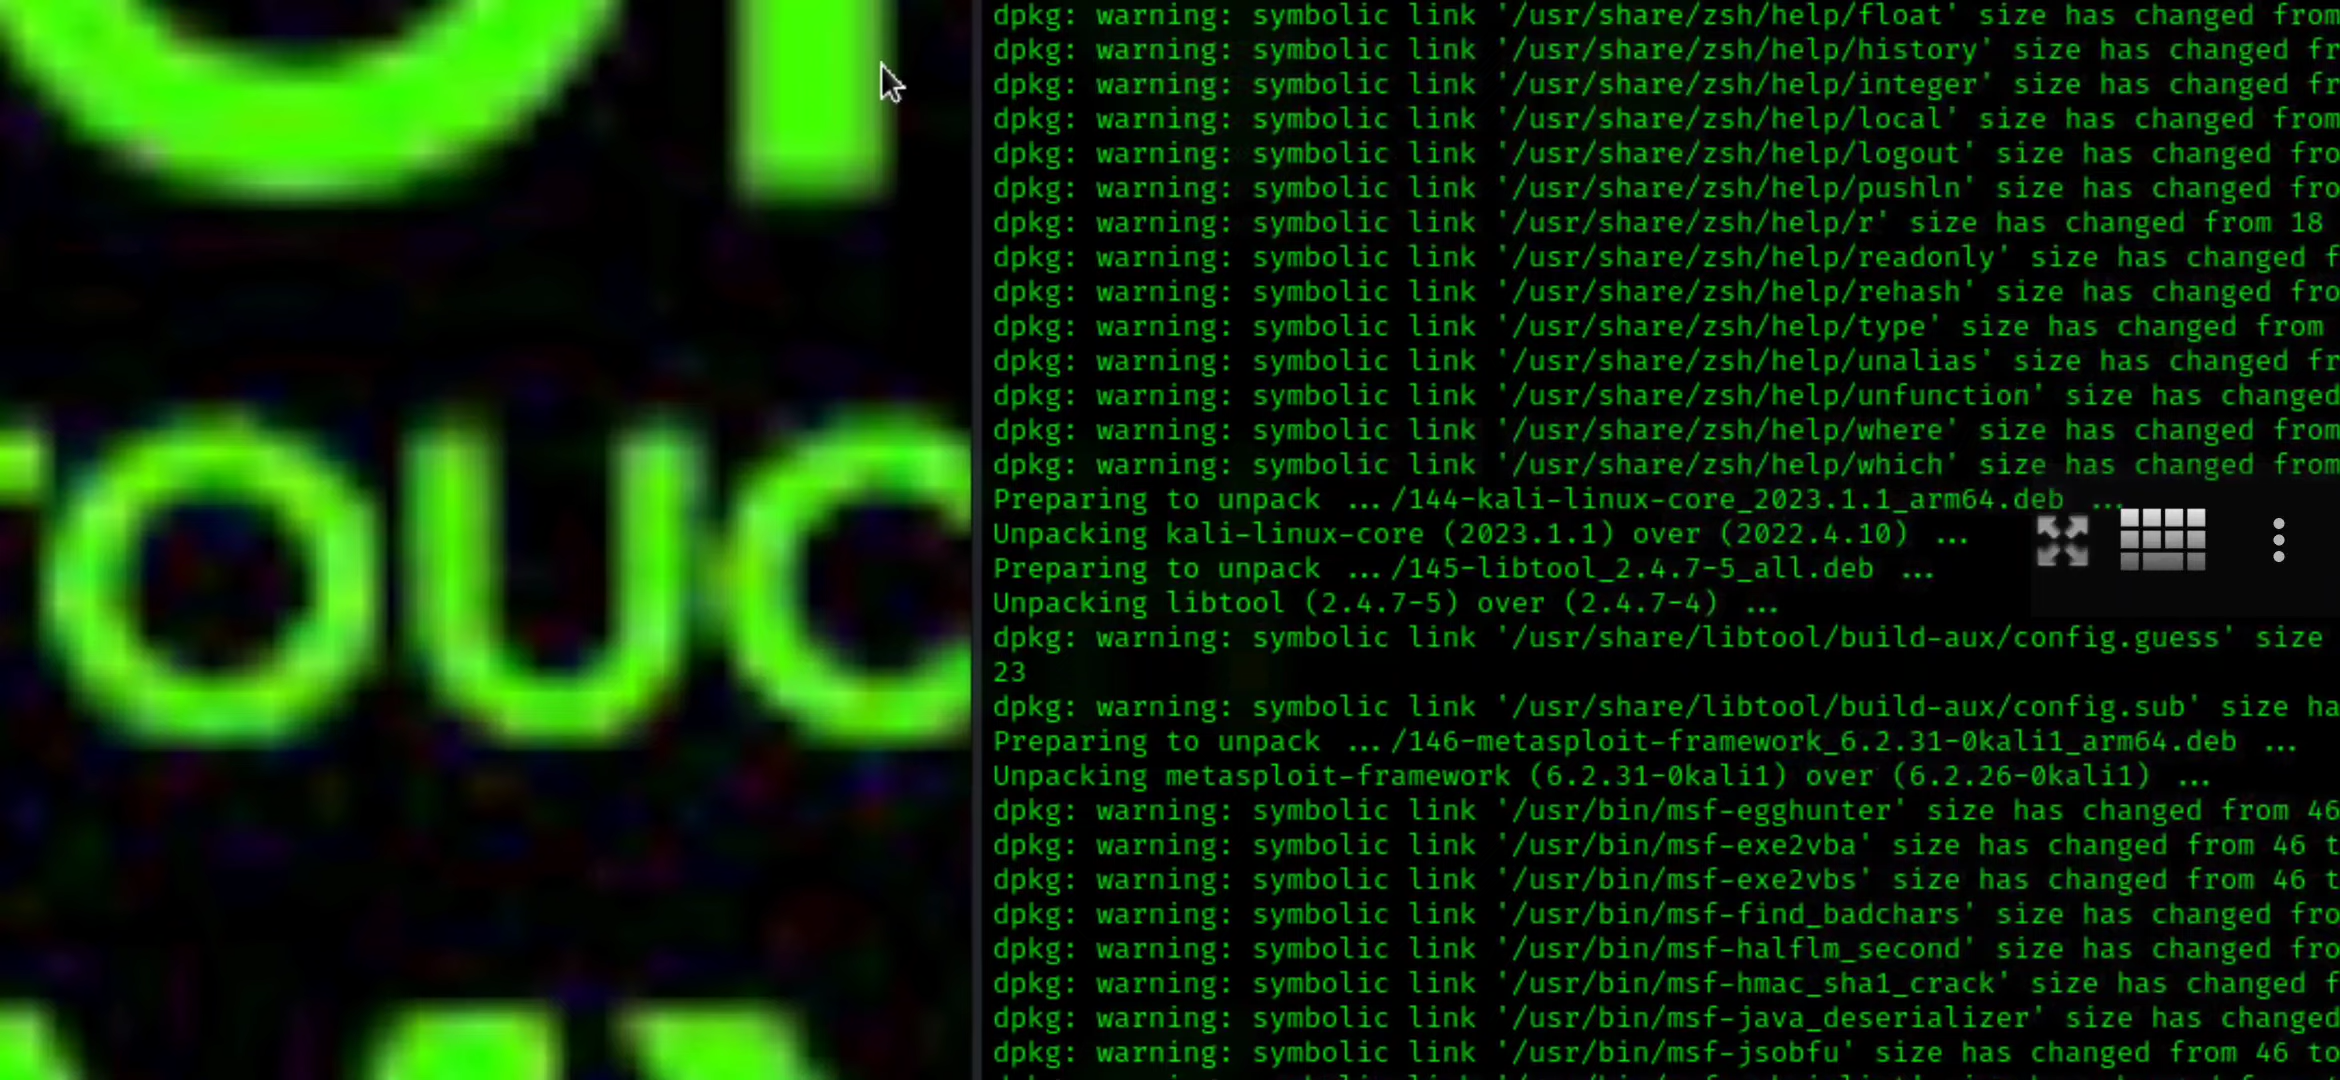 TOUC
dpkg: warning: symbolic link '/usr/share/zsh/help/float' size has changed from
dpkg: warning: symbolic link '/usr/share/zsh/help/history' size has changed fr
dpkg: warning: symbolic link '/usr/share/zsh/help/integer' size has changed fr
dpkg: warning: symbolic link '/usr/share/zsh/help/local' size has changed from
dpkg: warning: symbolic link '/usr/share/zsh/help/logout' size has changed fro
dpkg: warning: symbolic link '/usr/share/zsh/help/pushln' size has changed fro
dpkg: warning: symbolic link '/usr/share/zsh/help/r' size has changed from 18
dpkg: warning: symbolic link '/usr/share/zsh/help/readonly' size has changed f
dpkg: warning: symbolic link '/usr/share/zsh/help/rehash' size has changed fro
dpkg: warning: symbolic link '/usr/share/zsh/help/type' size has changed from
dpkg: warning: symbolic link '/usr/share/zsh/help/unalias' size has changed fr
dpkg: warning: symbolic link '/usr/share/zsh/help/unfunction' size has changed
dpkg: warning: symbolic link '/usr/share/zsh/help/where' size has changed from
dpkg: warning: symbolic link '/usr/share/zsh/help/which' size has changed from
Preparing to unpack .../144-kali-linux-core_2023.1.1_arm64.deb ...
Unpacking kali-linux-core (2023.1.1) over (2022.4.10) ...
Preparing to unpack .../145-libtool_2.4.7-5_all.deb ...
Unpacking libtool (2.4.7-5) over (2.4.7-4) ...
dpkg: warning: symbolic link '/usr/share/libtool/build-aux/config.guess' size
23
dpkg: warning: symbolic link '/usr/share/libtool/build-aux/config.sub' size ha
Preparing to unpack .../146-metasploit-framework_6.2.31-0kali1_arm64.deb ...
Unpacking metasploit-framework (6.2.31-0kali1) over (6.2.26-0kali1) ...
dpkg: warning: symbolic link '/usr/bin/msf-egghunter' size has changed from 46
dpkg: warning: symbolic link '/usr/bin/msf-exe2vba' size has changed from 46 t
dpkg: warning: symbolic link '/usr/bin/msf-exe2vbs' size has changed from 46 t
dpkg: warning: symbolic link '/usr/bin/msf-find_badchars' size has changed fro
dpkg: warning: symbolic link '/usr/bin/msf-halflm_second' size has changed fro
dpkg: warning: symbolic link '/usr/bin/msf-hmac_sha1_crack' size has changed f
dpkg: warning: symbolic link '/usr/bin/msf-java_deserializer' size has changed
dpkg: warning: symbolic link '/usr/bin/msf-jsobfu' size has changed from 46 to